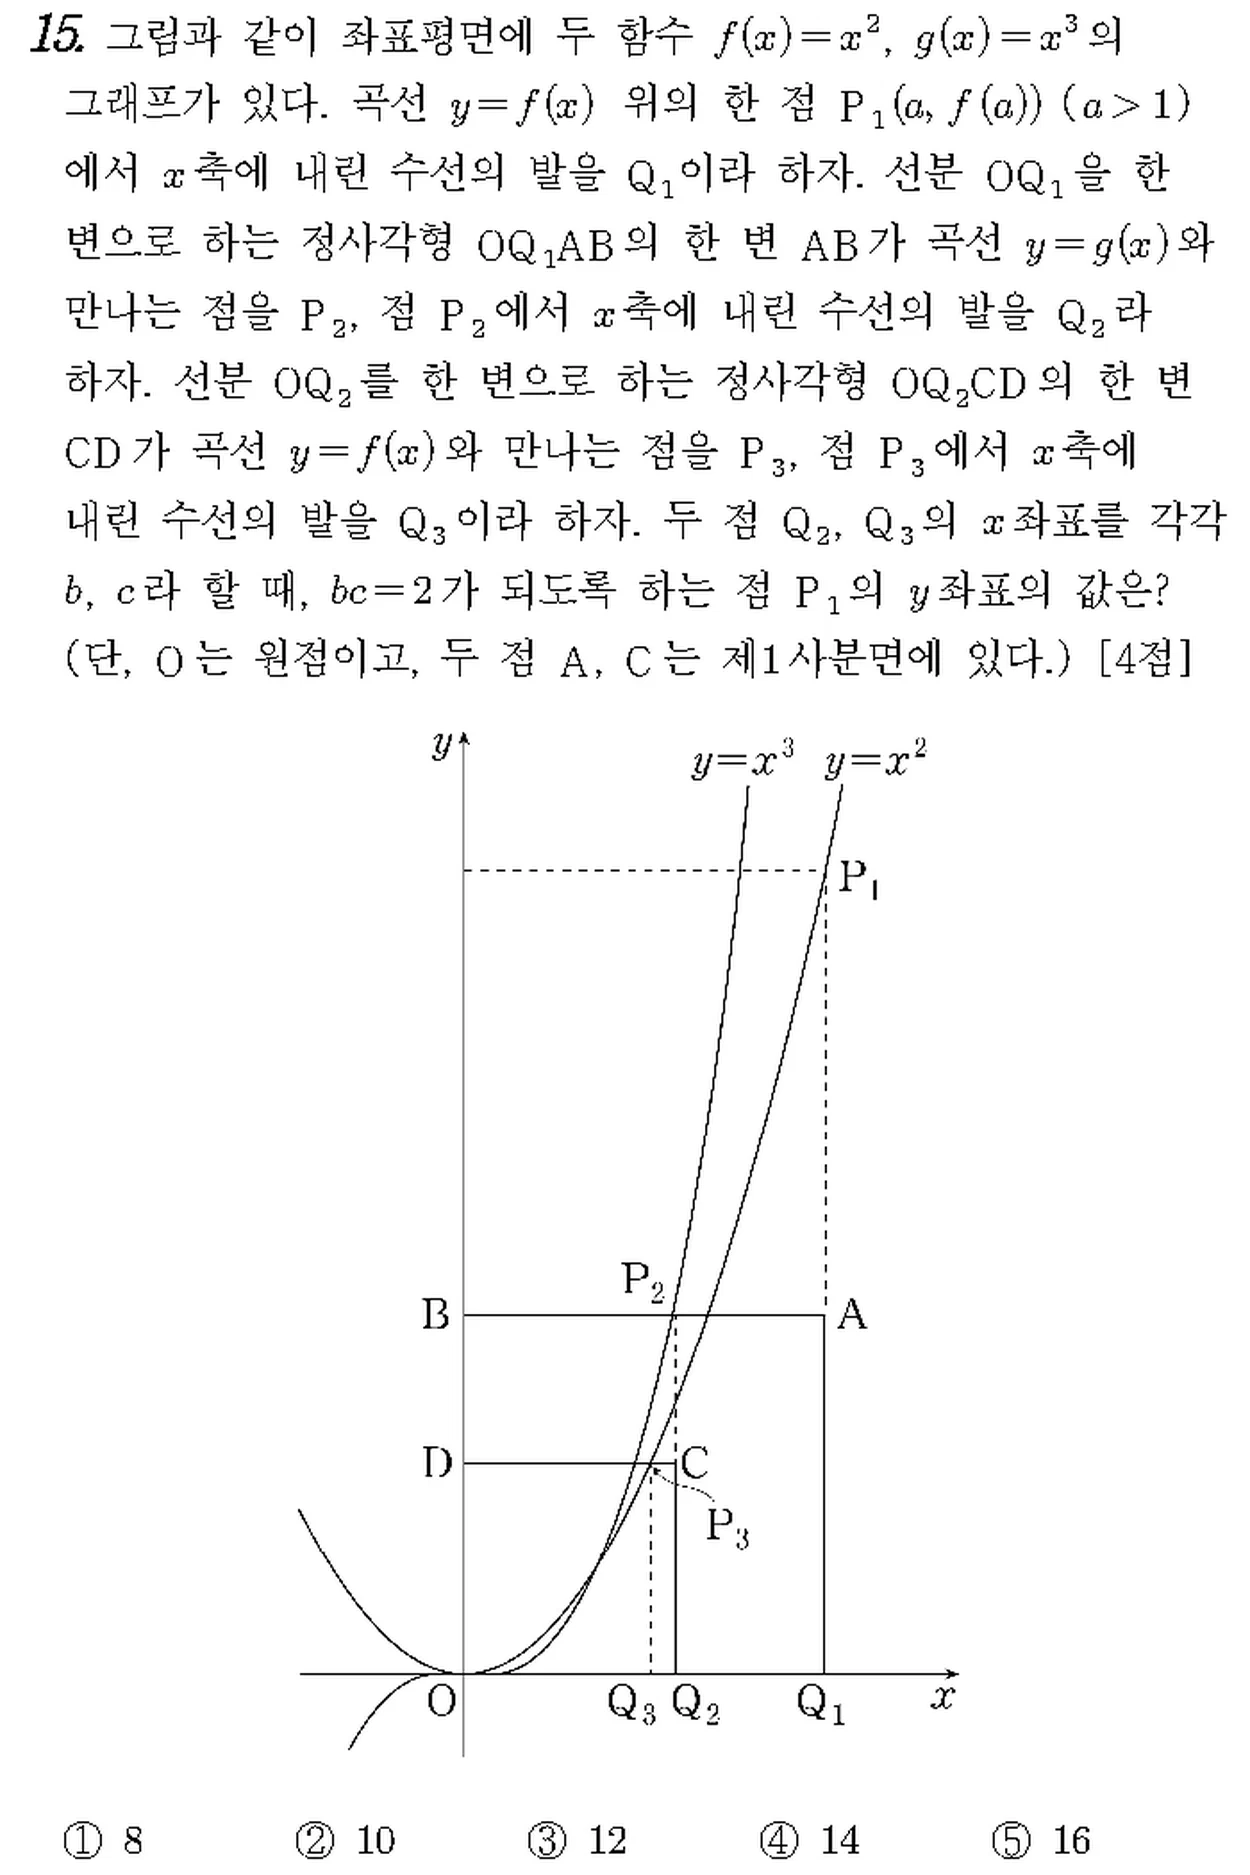 15. 그림과 같이 좌표평면에 두 함수 f(x)=x², g(x)=x³의
그래프가 있다. 곡선 y=f(x) 위의 한 점 P₁(a, f(a)) (a>1)
에서 x축에 내린 수선의 발을 Q₁이라 하자. 선분 OQ₁을 한
변으로 하는 정사각형 OQ₁AB의 한 변 AB가 곡선 y=g(x)와
만나는 점을 P₂, 점 P₂에서 x축에 내린 수선의 발을 Q₂라
하자. 선분 OQ₂를 한 변으로 하는 정사각형 OQ₂CD의 한 변
CD가 곡선 y=f(x)와 만나는 점을 P₃, 점 P₃에서 x축에
내린 수선의 발을 Q₃이라 하자. 두 점 Q₂, Q₃의 x좌표를 각각
b, c라 할 때, bc=2가 되도록 하는 점 P₁의 y좌표의 값은?
(단, O는 원점이고, 두 점 A, C는 제1사분면에 있다.) [4점]
y
y=x³ y=x²
P₁
P₂
B A
D C
P₃
O Q₃ Q₂ Q₁ x
① 8 ② 10 ③ 12 ④ 14 ⑤ 16